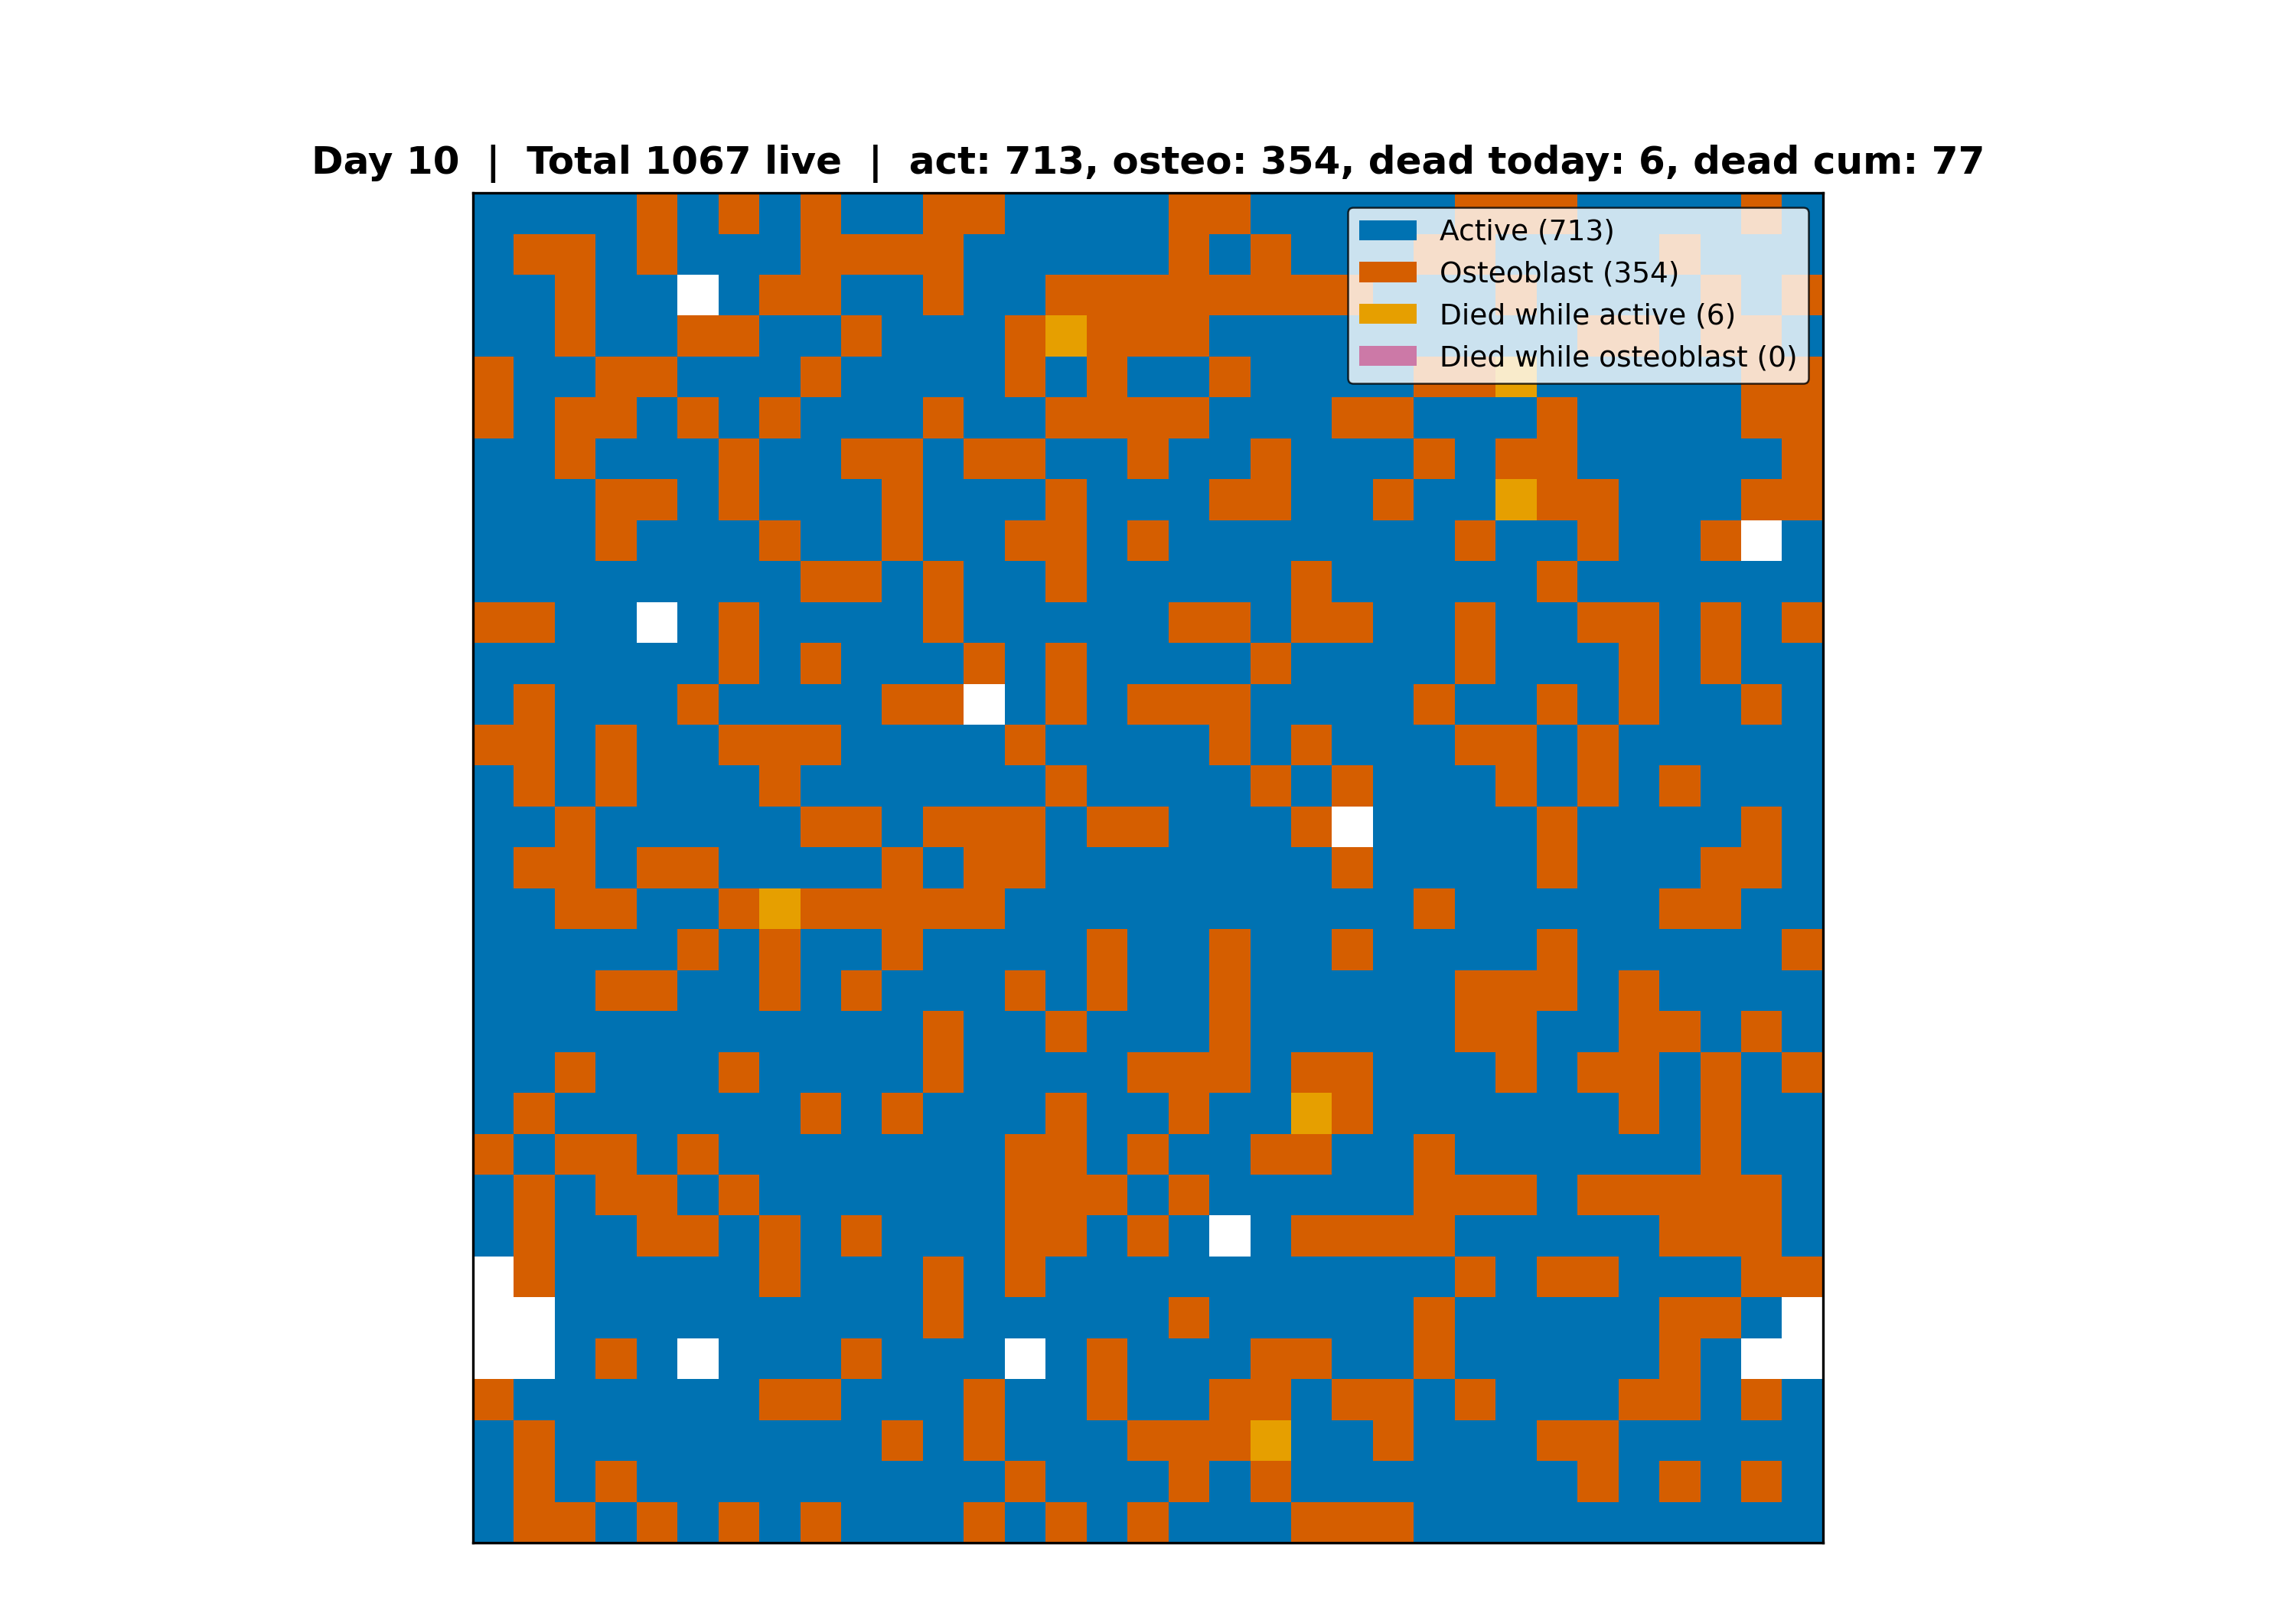 Day 10 | Total 1067 live | act: 713, osteo: 354, dead today: 6, dead cum: 77
Active (713)
Osteoblast (354)
Died while active (6)
Died while osteoblast (0)